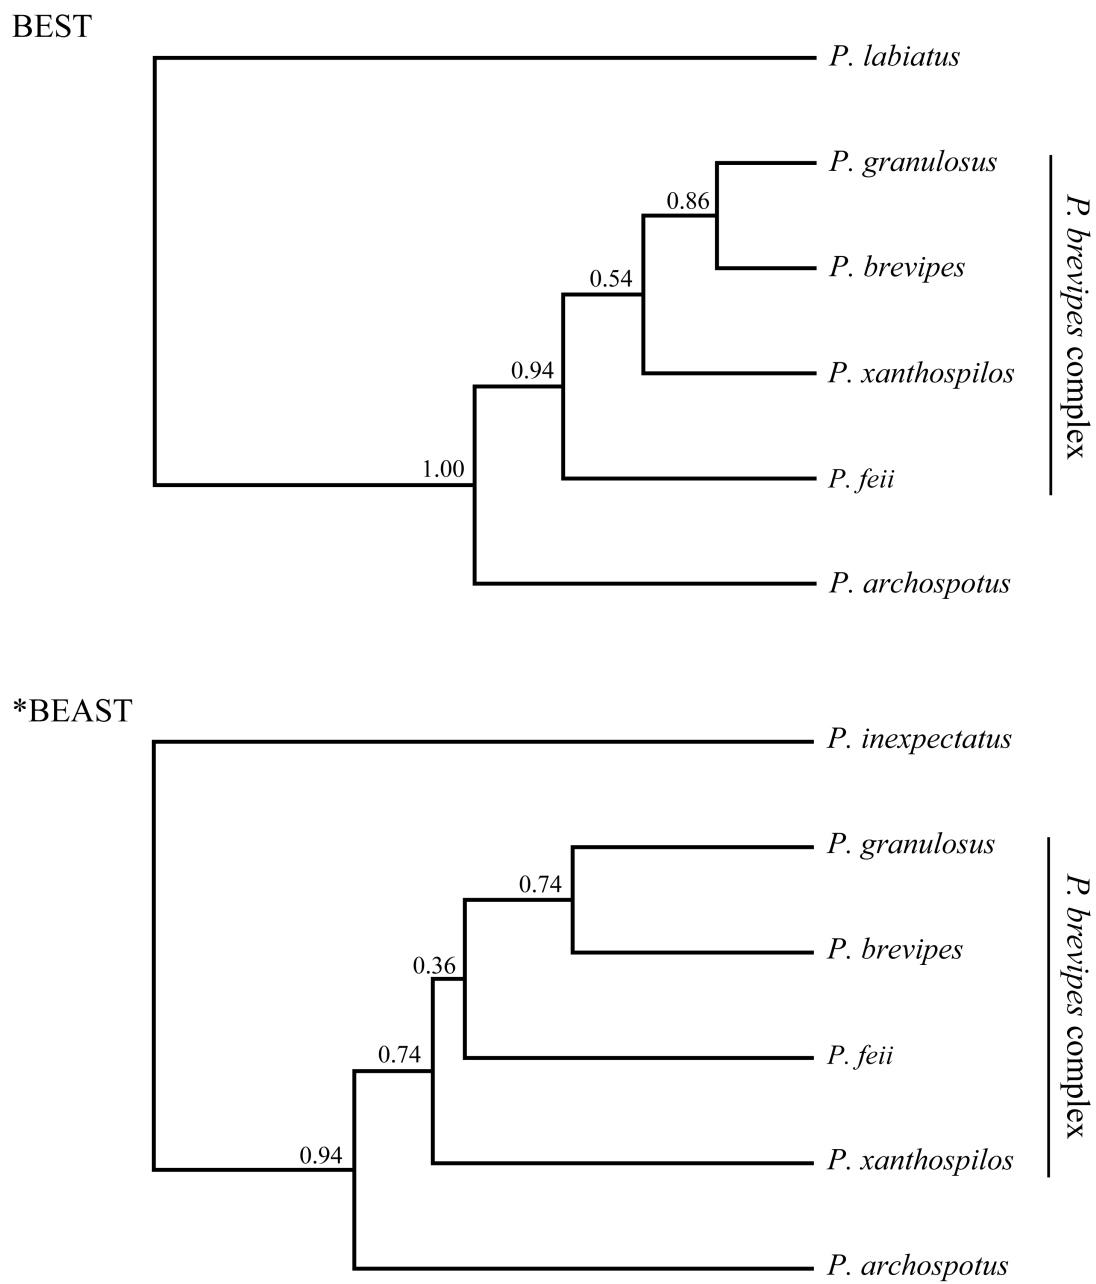 BEST
P. labiatus
P. granulosus
0.86
P. brevipes
0.54
P. xanthospilos
0.94
P. feii
1.00
P. archospotus
P. brevipes complex
*BEAST
P. inexpectatus
P. granulosus
0.74
P. brevipes
0.36
P. feii
0.74
P. xanthospilos
0.94
P. archospotus
P. brevipes complex